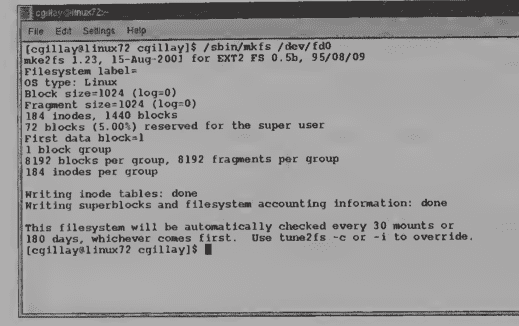 cgillay@linux72:~
File Edit Settings Help
[cgillay@linux72 cgillay]$ /sbin/mkfs /dev/fd0
mke2fs 1.23, 15-Aug-2001 for EXT2 FS 0.5b, 95/08/09
Filesystem label=
OS type: Linux
Block size=1024 (log=0)
Fragment size=1024 (log=0)
184 inodes, 1440 blocks
72 blocks (5.00%) reserved for the super user
First data block=1
1 block group
8192 blocks per group, 8192 fragments per group
184 inodes per group
Writing inode tables: done
Writing superblocks and filesystem accounting information: done
This filesystem will be automatically checked every 30 mounts or
180 days, whichever comes first.  Use tune2fs -c or -i to override.
[cgillay@linux72 cgillay]$